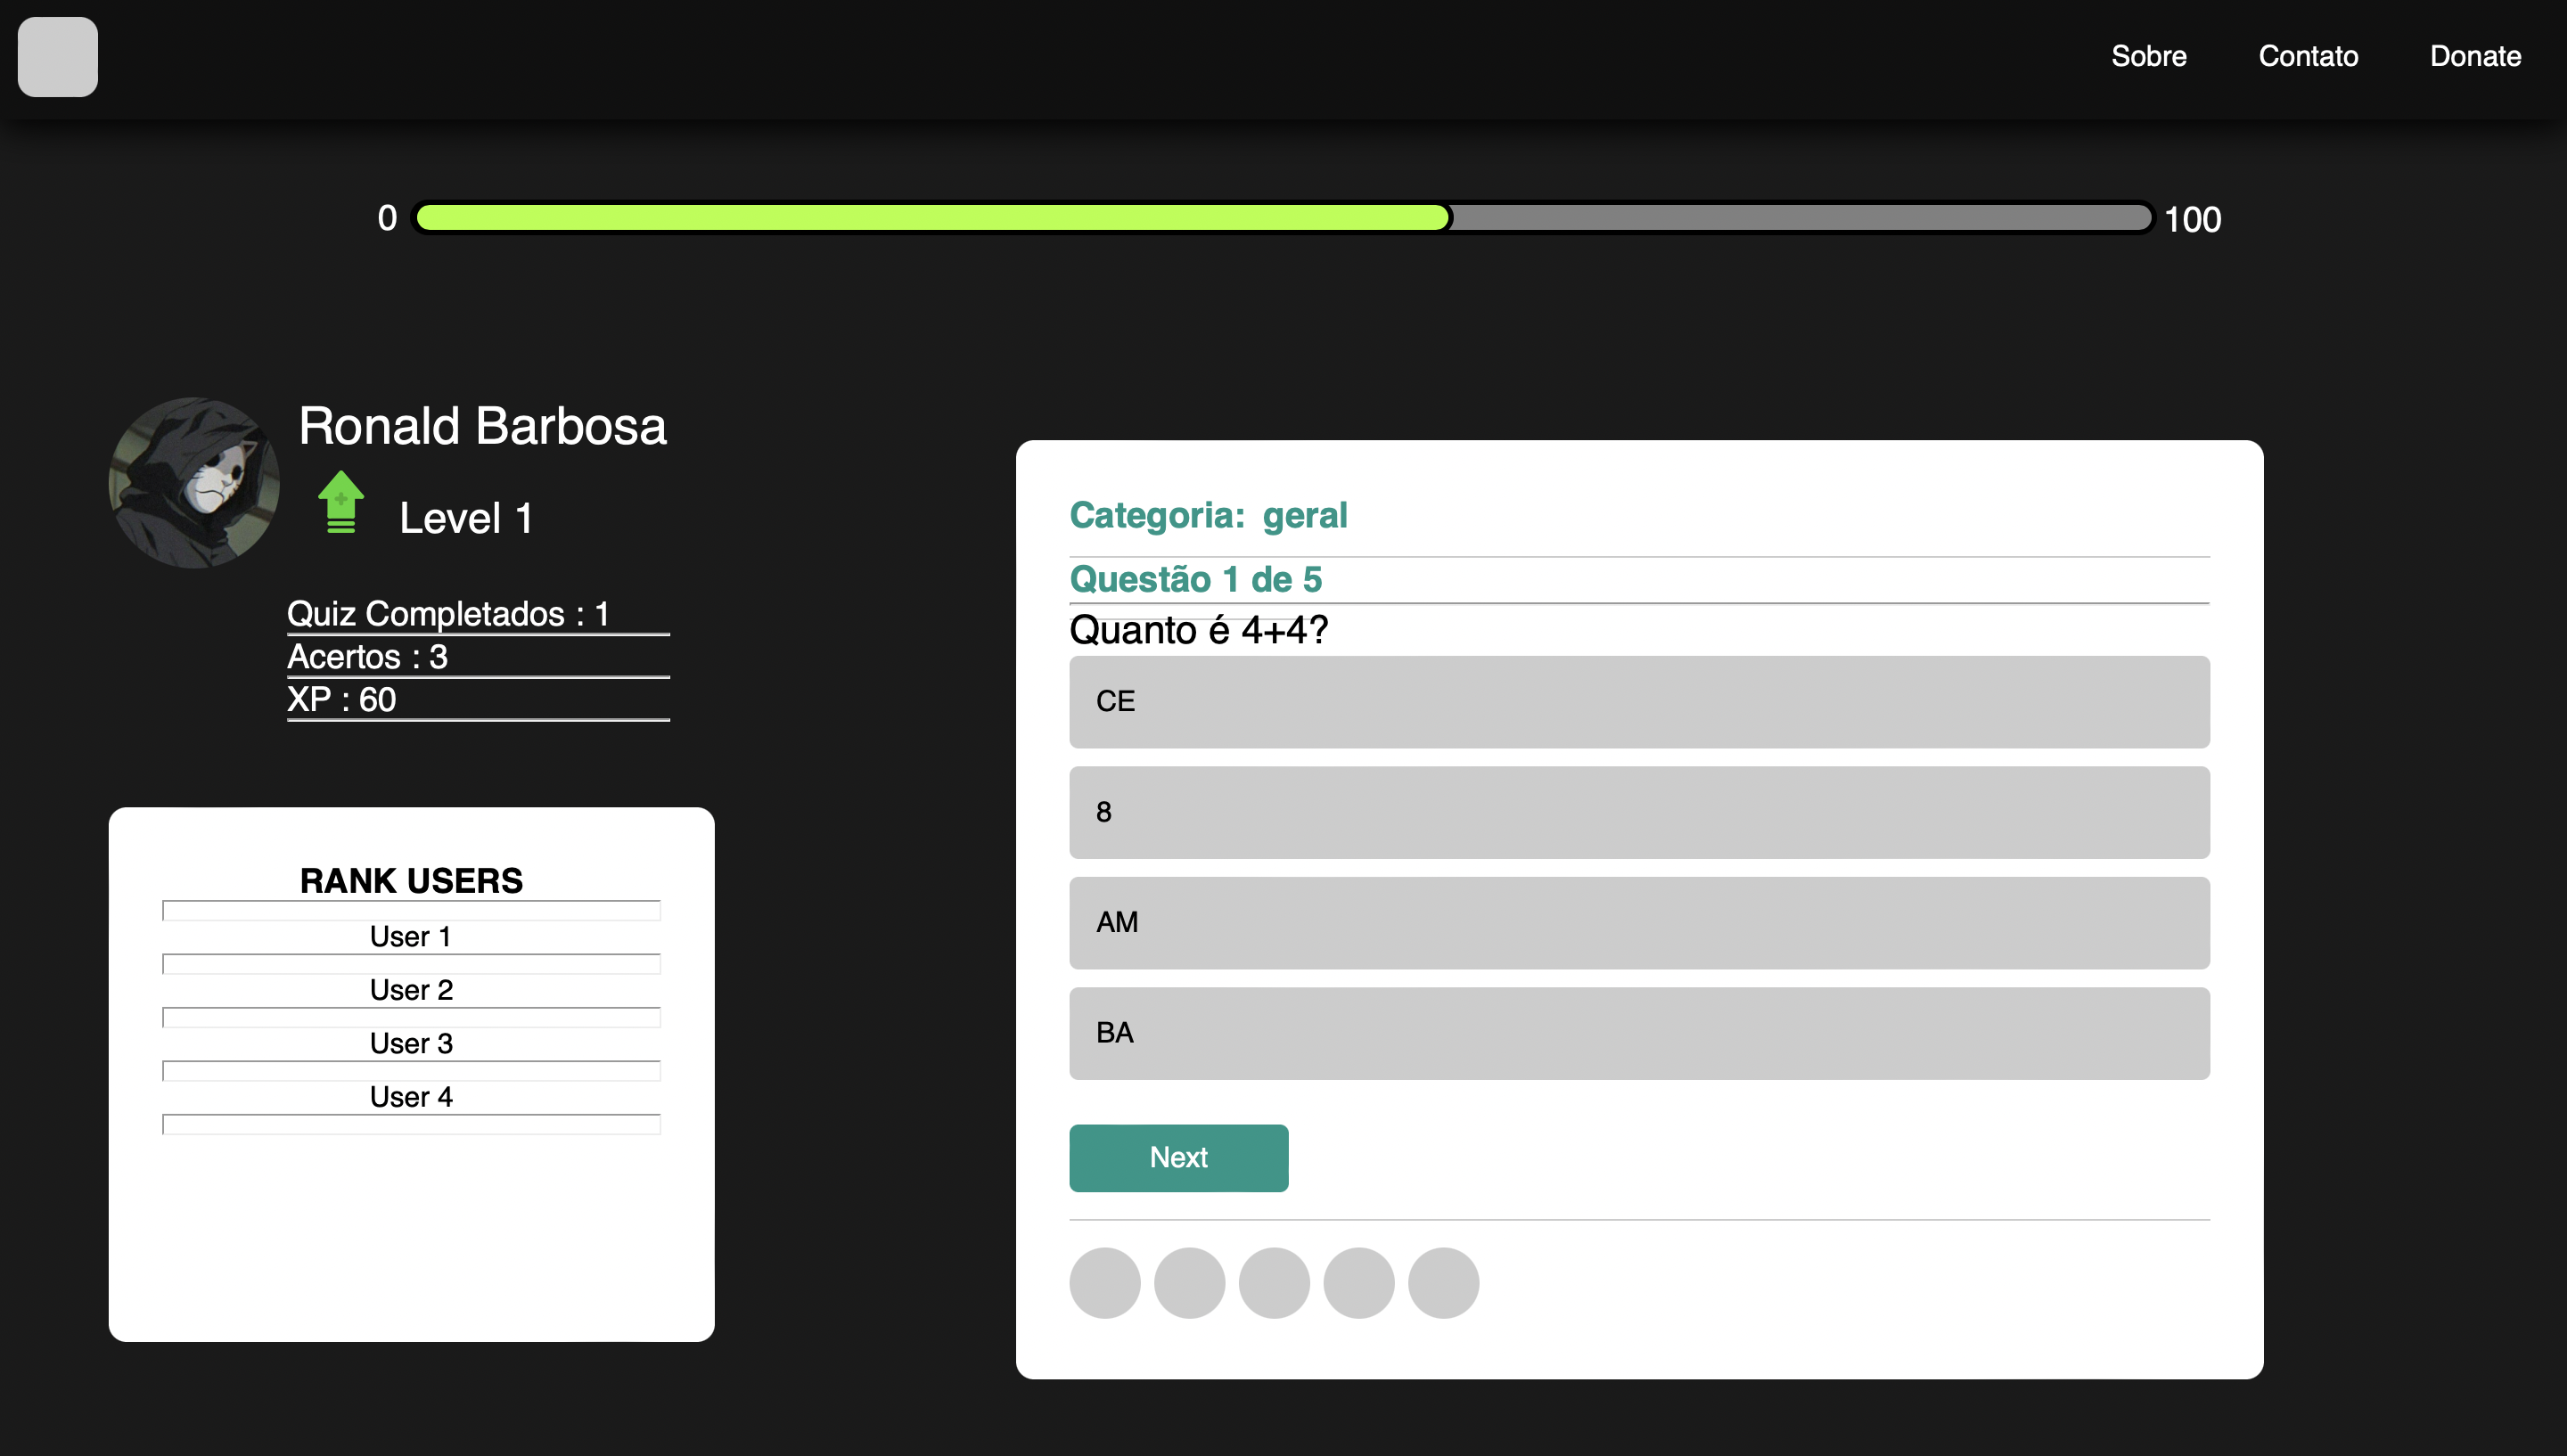 Sobre Contato Donate
0 100
Ronald Barbosa
Level 1
Quiz Completados : 1
Acertos : 3
XP : 60
RANK USERS
User 1
User 2
User 3
User 4
Categoria: geral
Questão 1 de 5
Quanto é 4+4?
CE
8
AM
BA
Next